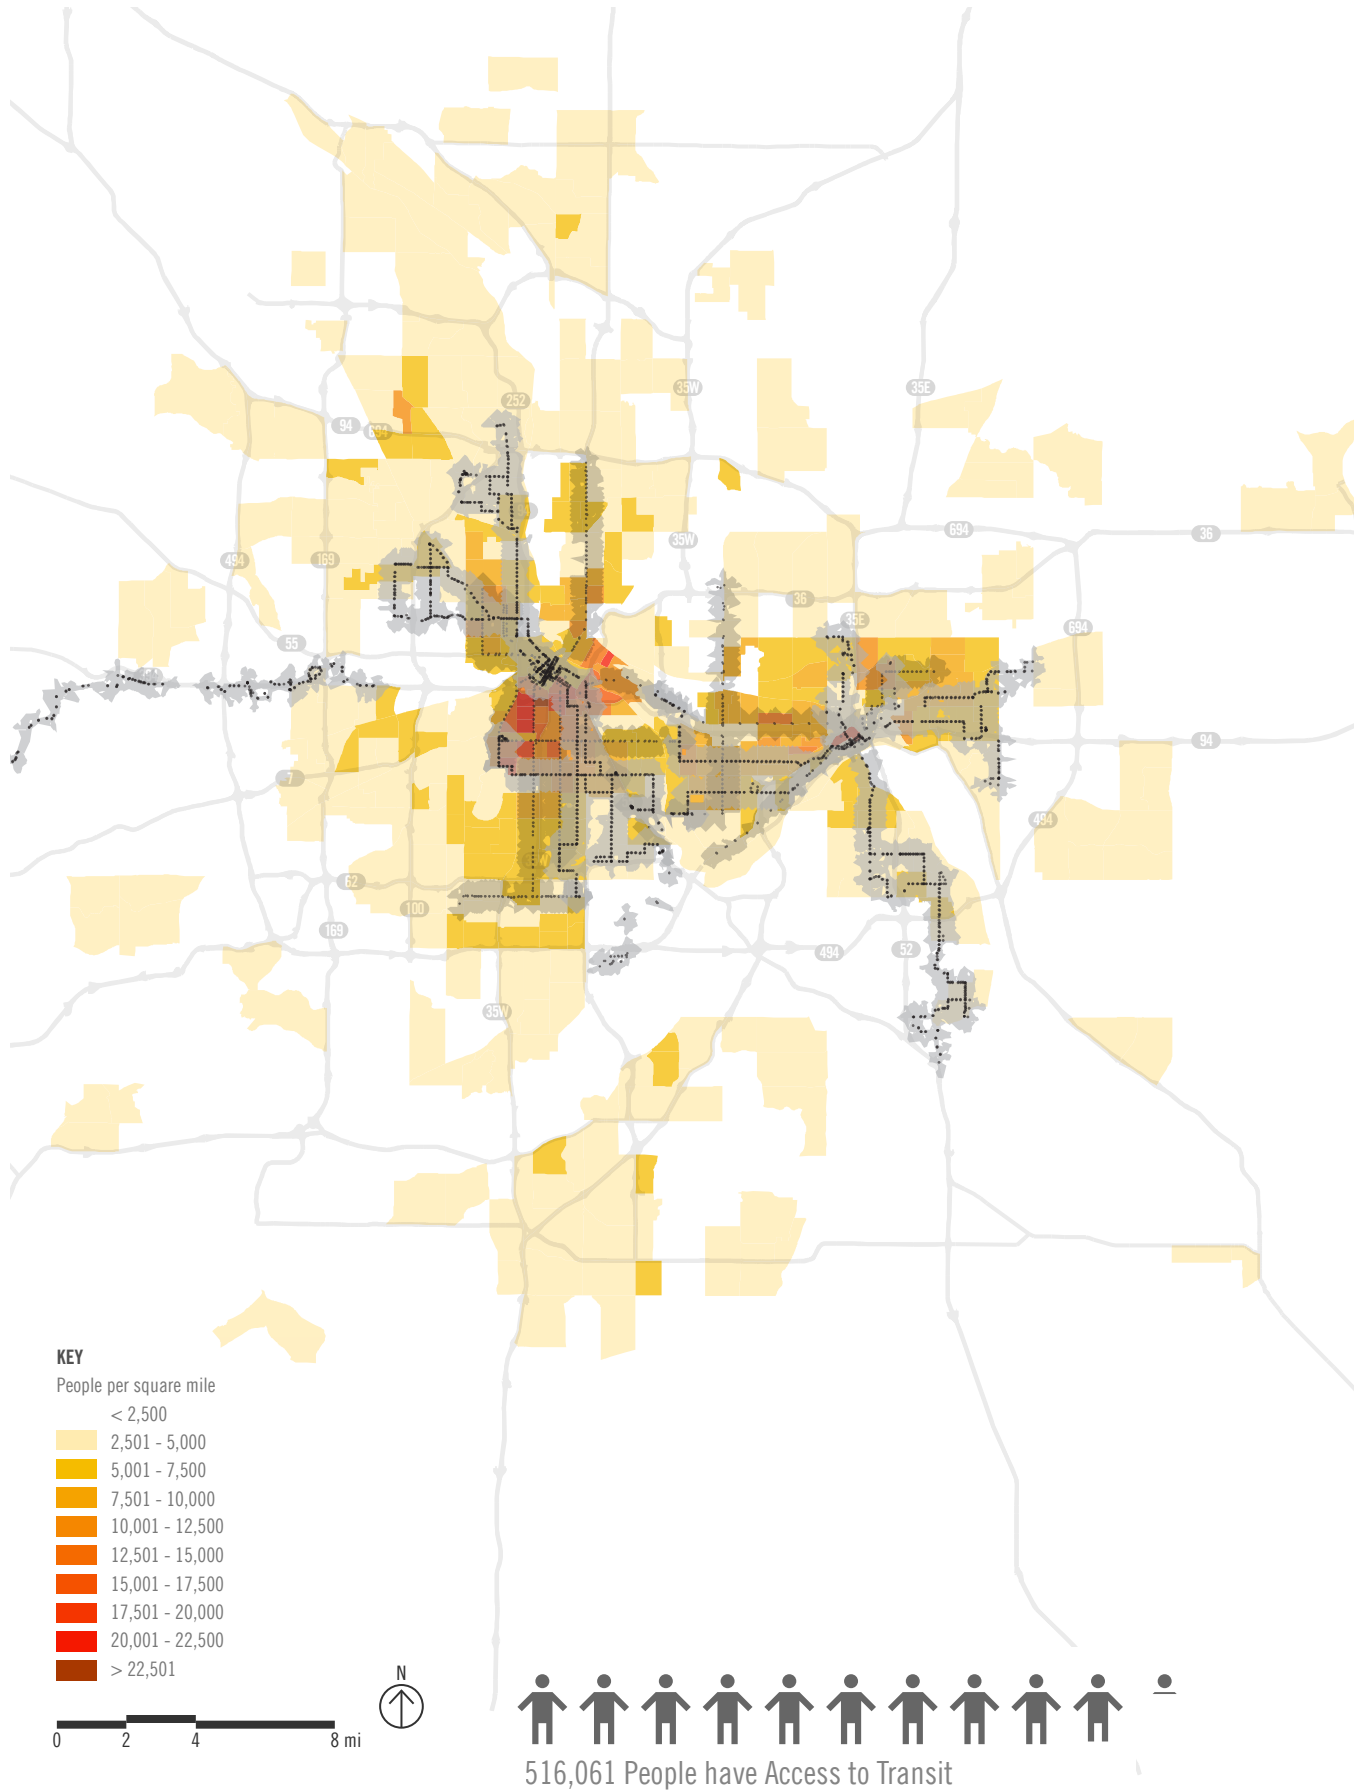 252
35W
35E
94
694
35W
694
36
494
169
36
35E
694
55
94
7
494
62
100
169
494
52
35W
KEY
People per square mile
< 2,500
2,501 - 5,000
5,001 - 7,500
7,501 - 10,000
10,001 - 12,500
12,501 - 15,000
15,001 - 17,500
17,501 - 20,000
20,001 - 22,500
> 22,501
N
0 2 4 8 mi
516,061 People have Access to Transit